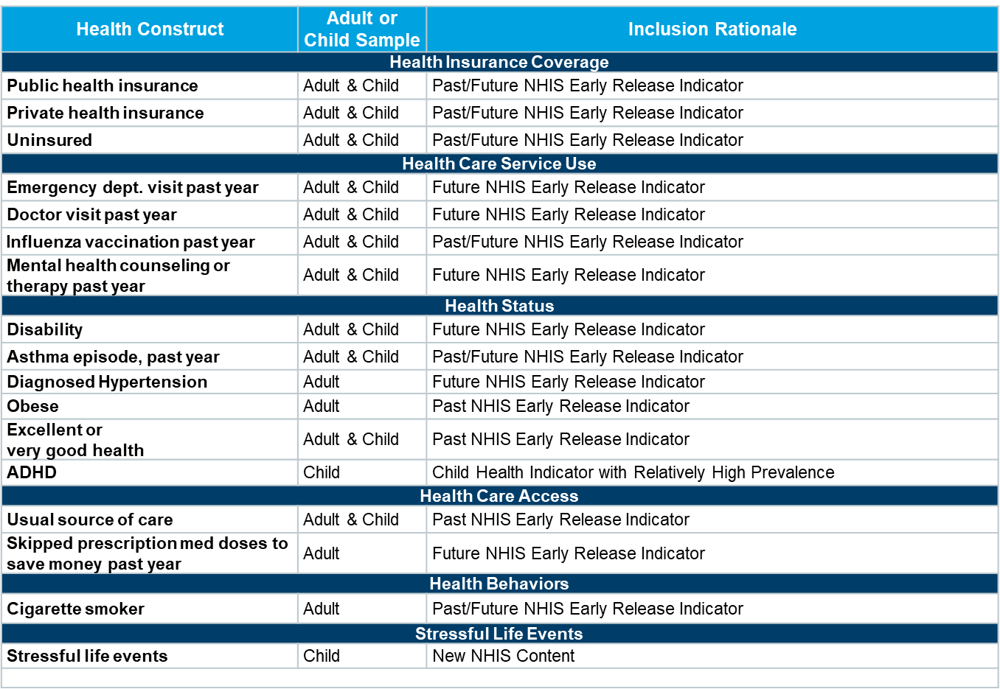 Health Construct
Adult or
Child Sample
Inclusion Rationale
Health Insurance Coverage
Public health insurance Adult & Child Past/Future NHIS Early Release Indicator
Private health insurance Adult & Child Past/Future NHIS Early Release Indicator
Uninsured Adult & Child Past/Future NHIS Early Release Indicator
Health Care Service Use
Emergency dept. visit past year Adult & Child Future NHIS Early Release Indicator
Doctor visit past year Adult & Child Future NHIS Early Release Indicator
Influenza vaccination past year Adult & Child Past/Future NHIS Early Release Indicator
Mental health counseling or
therapy past year
Adult & Child Future NHIS Early Release Indicator
Health Status
Disability Adult & Child Future NHIS Early Release Indicator
Asthma episode, past year Adult & Child Past/Future NHIS Early Release Indicator
Diagnosed Hypertension Adult Future NHIS Early Release Indicator
Obese Adult Past NHIS Early Release Indicator
Excellent or
very good health
Adult & Child Past NHIS Early Release Indicator
ADHD Child Child Health Indicator with Relatively High Prevalence
Health Care Access
Usual source of care Adult & Child Past NHIS Early Release Indicator
Skipped prescription med doses to
save money past year
Adult Future NHIS Early Release Indicator
Health Behaviors
Cigarette smoker Adult Past/Future NHIS Early Release Indicator
Stressful Life Events
Stressful life events Child New NHIS Content